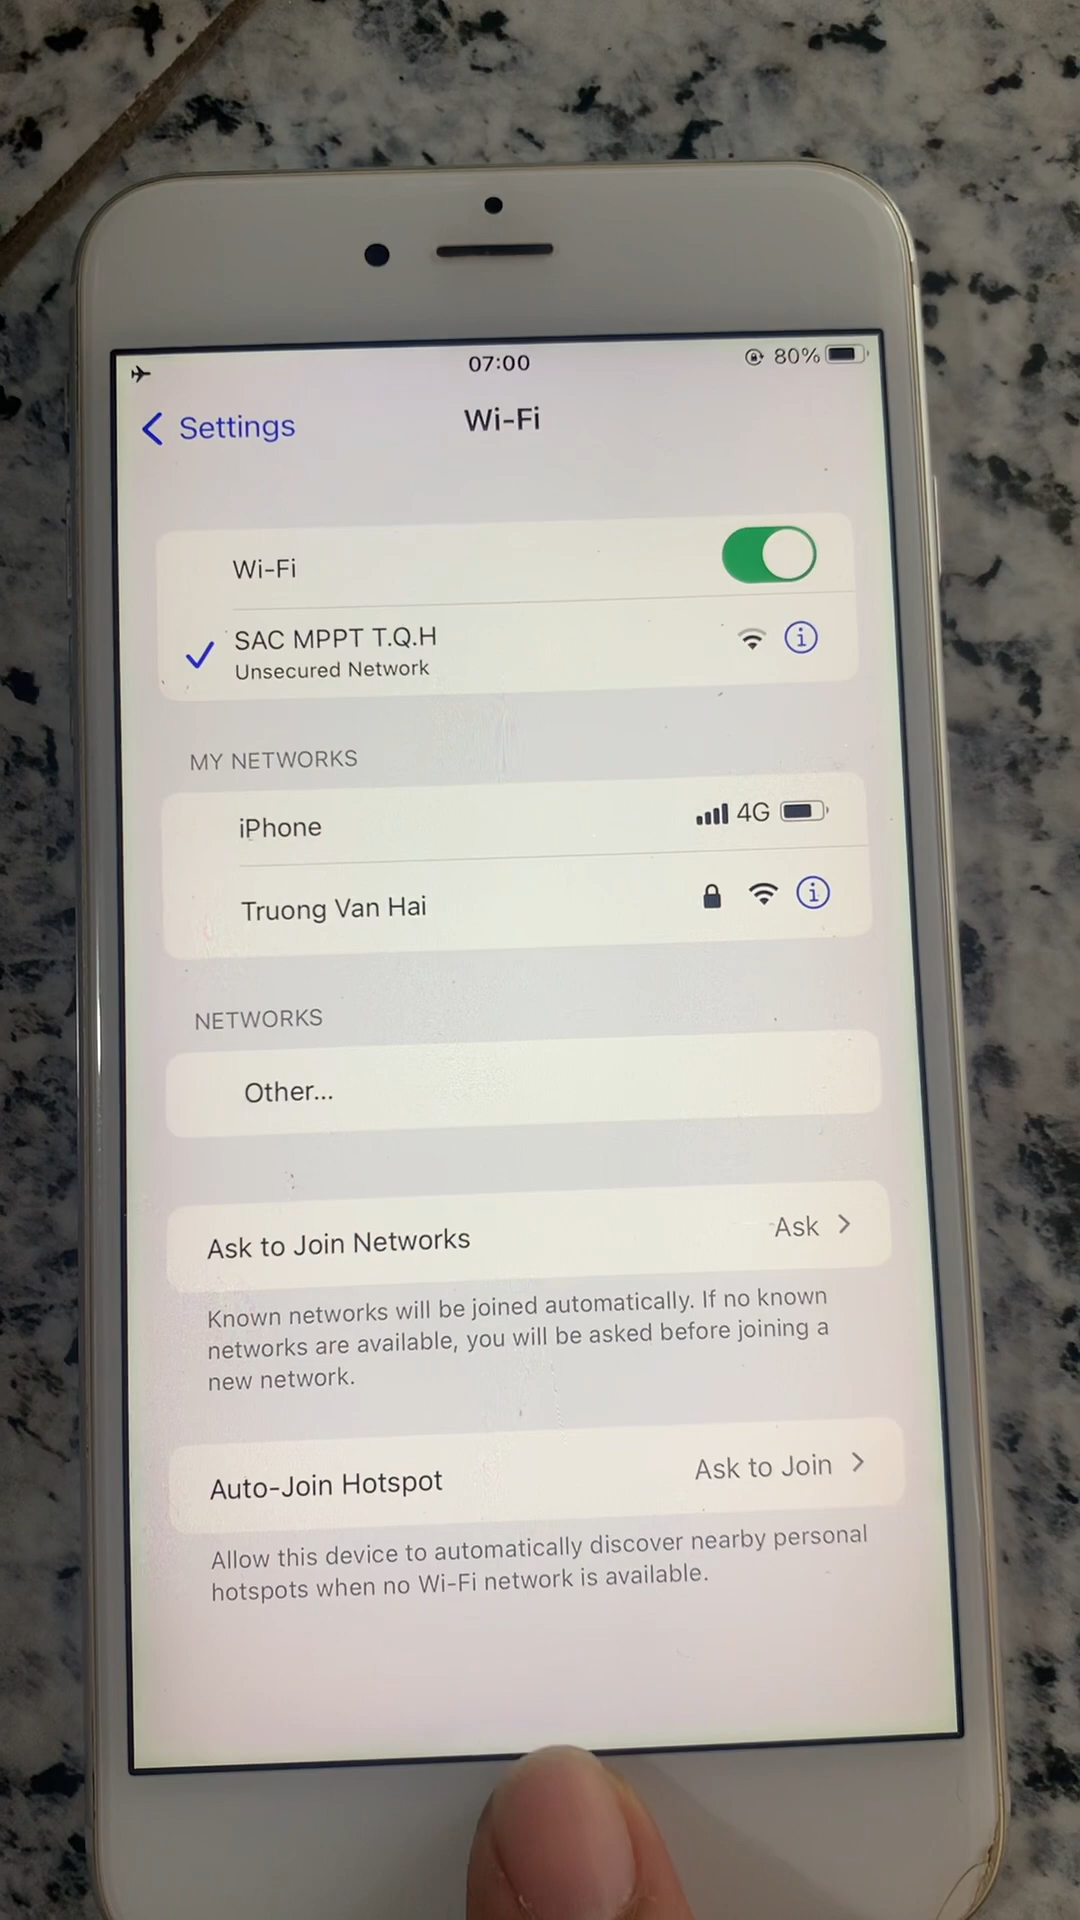 07:00
80%
Settings
Wi-Fi
Wi-Fi
SAC MPPT T.Q.H
Unsecured Network
MY NETWORKS
iPhone
4G
Truong Van Hai
NETWORKS
Other...
Ask to Join Networks
Ask
Known networks will be joined automatically. If no known
networks are available, you will be asked before joining a
new network.
Auto-Join Hotspot
Ask to Join
Allow this device to automatically discover nearby personal
hotspots when no Wi-Fi network is available.